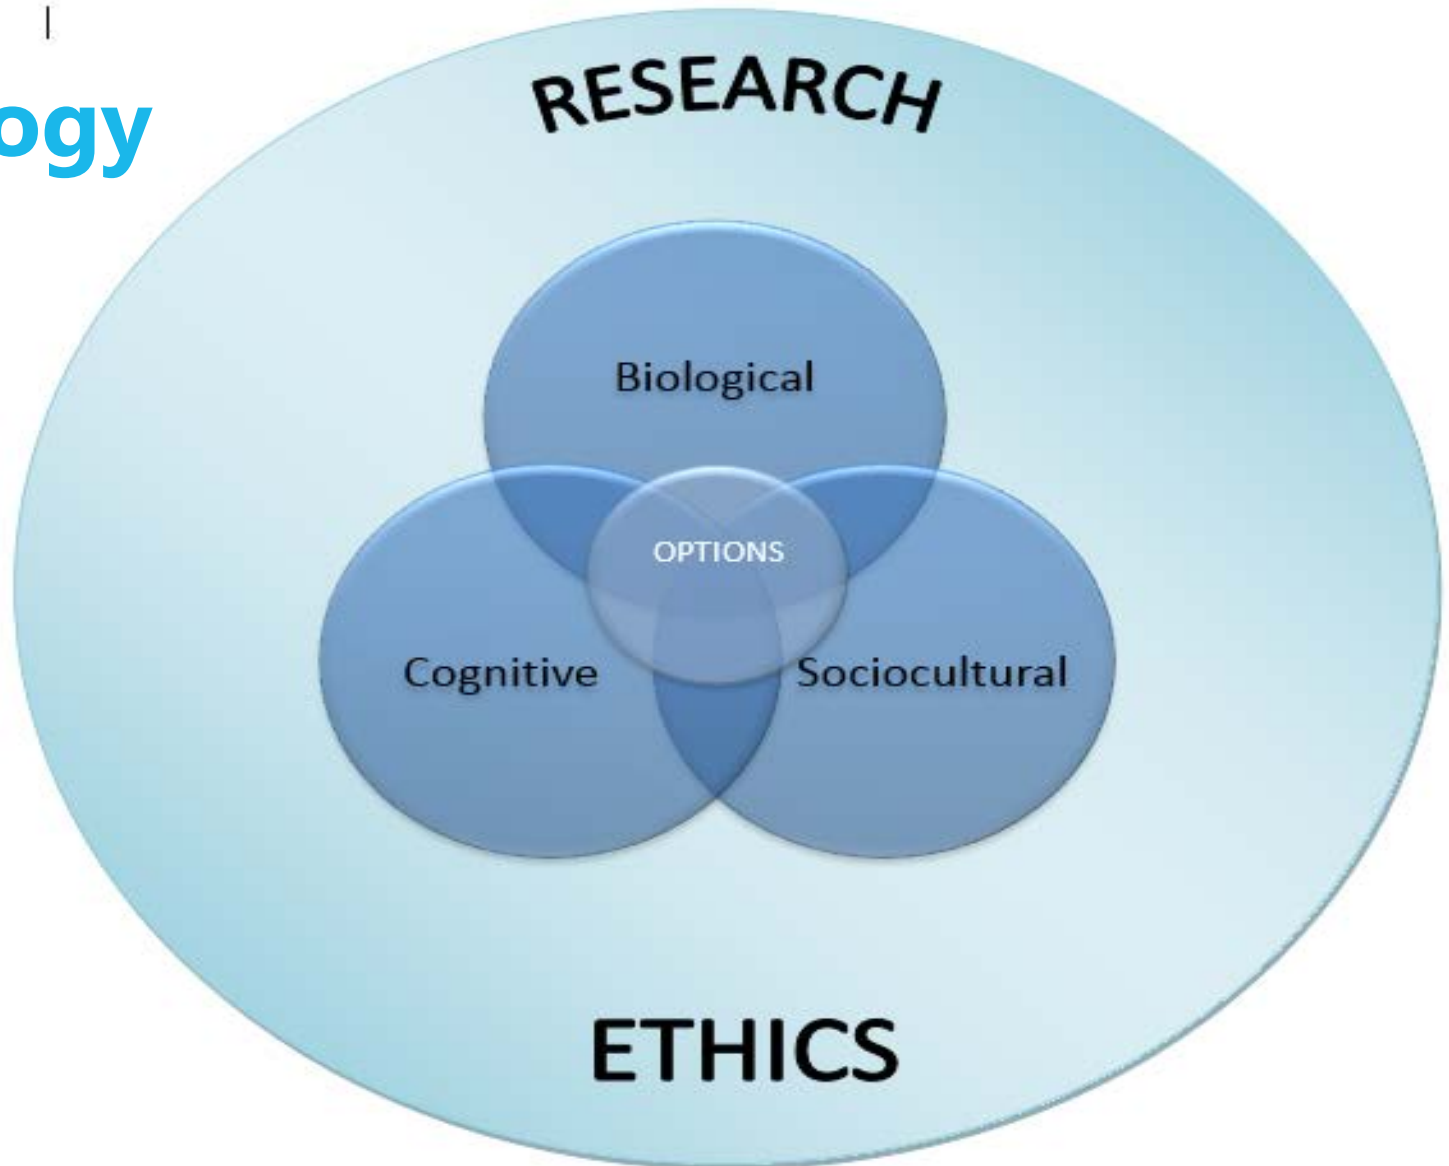 ogy
RESEARCH
Biological
OPTIONS
Cognitive
Sociocultural
ETHICS